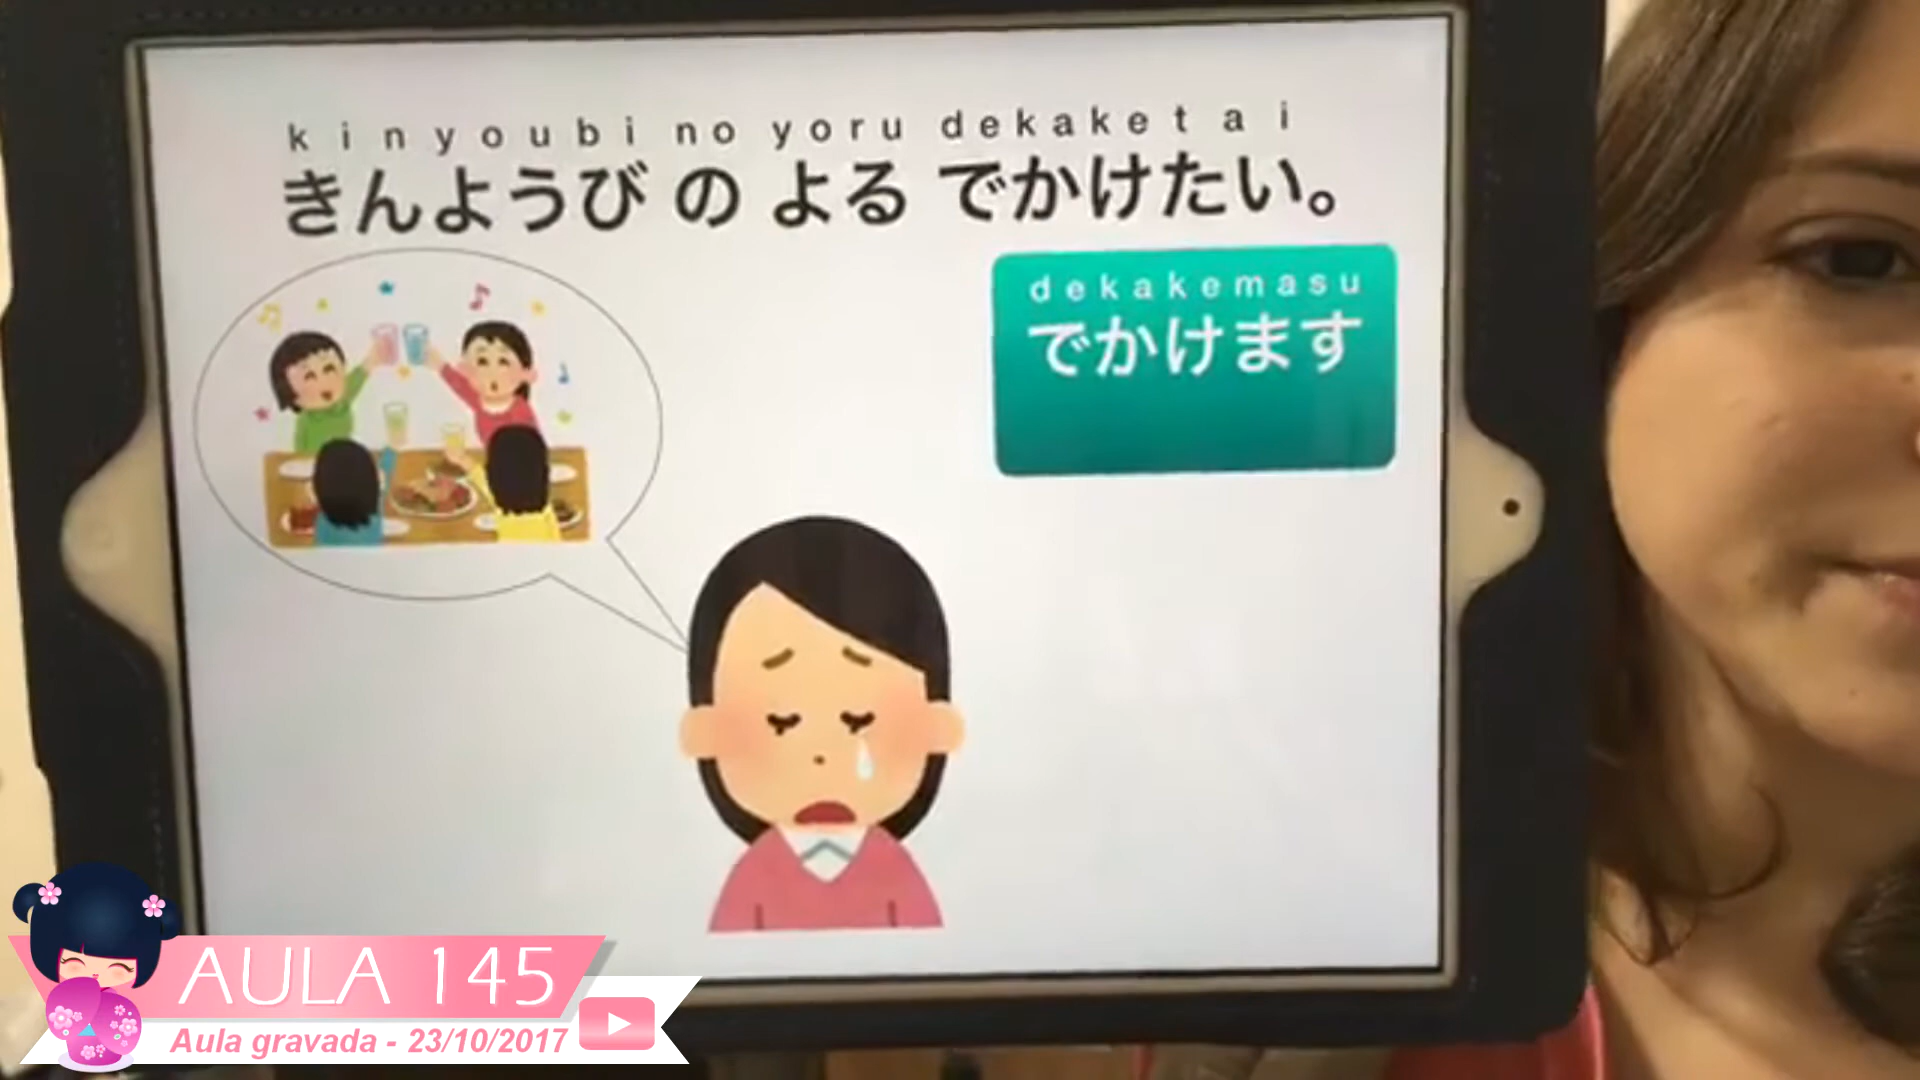 kinyoubi no yoru deketai
きんようび の よる でかけたい。
dekakemasu
でかけます
AULA 145
Aula gravada - 23/10/2017